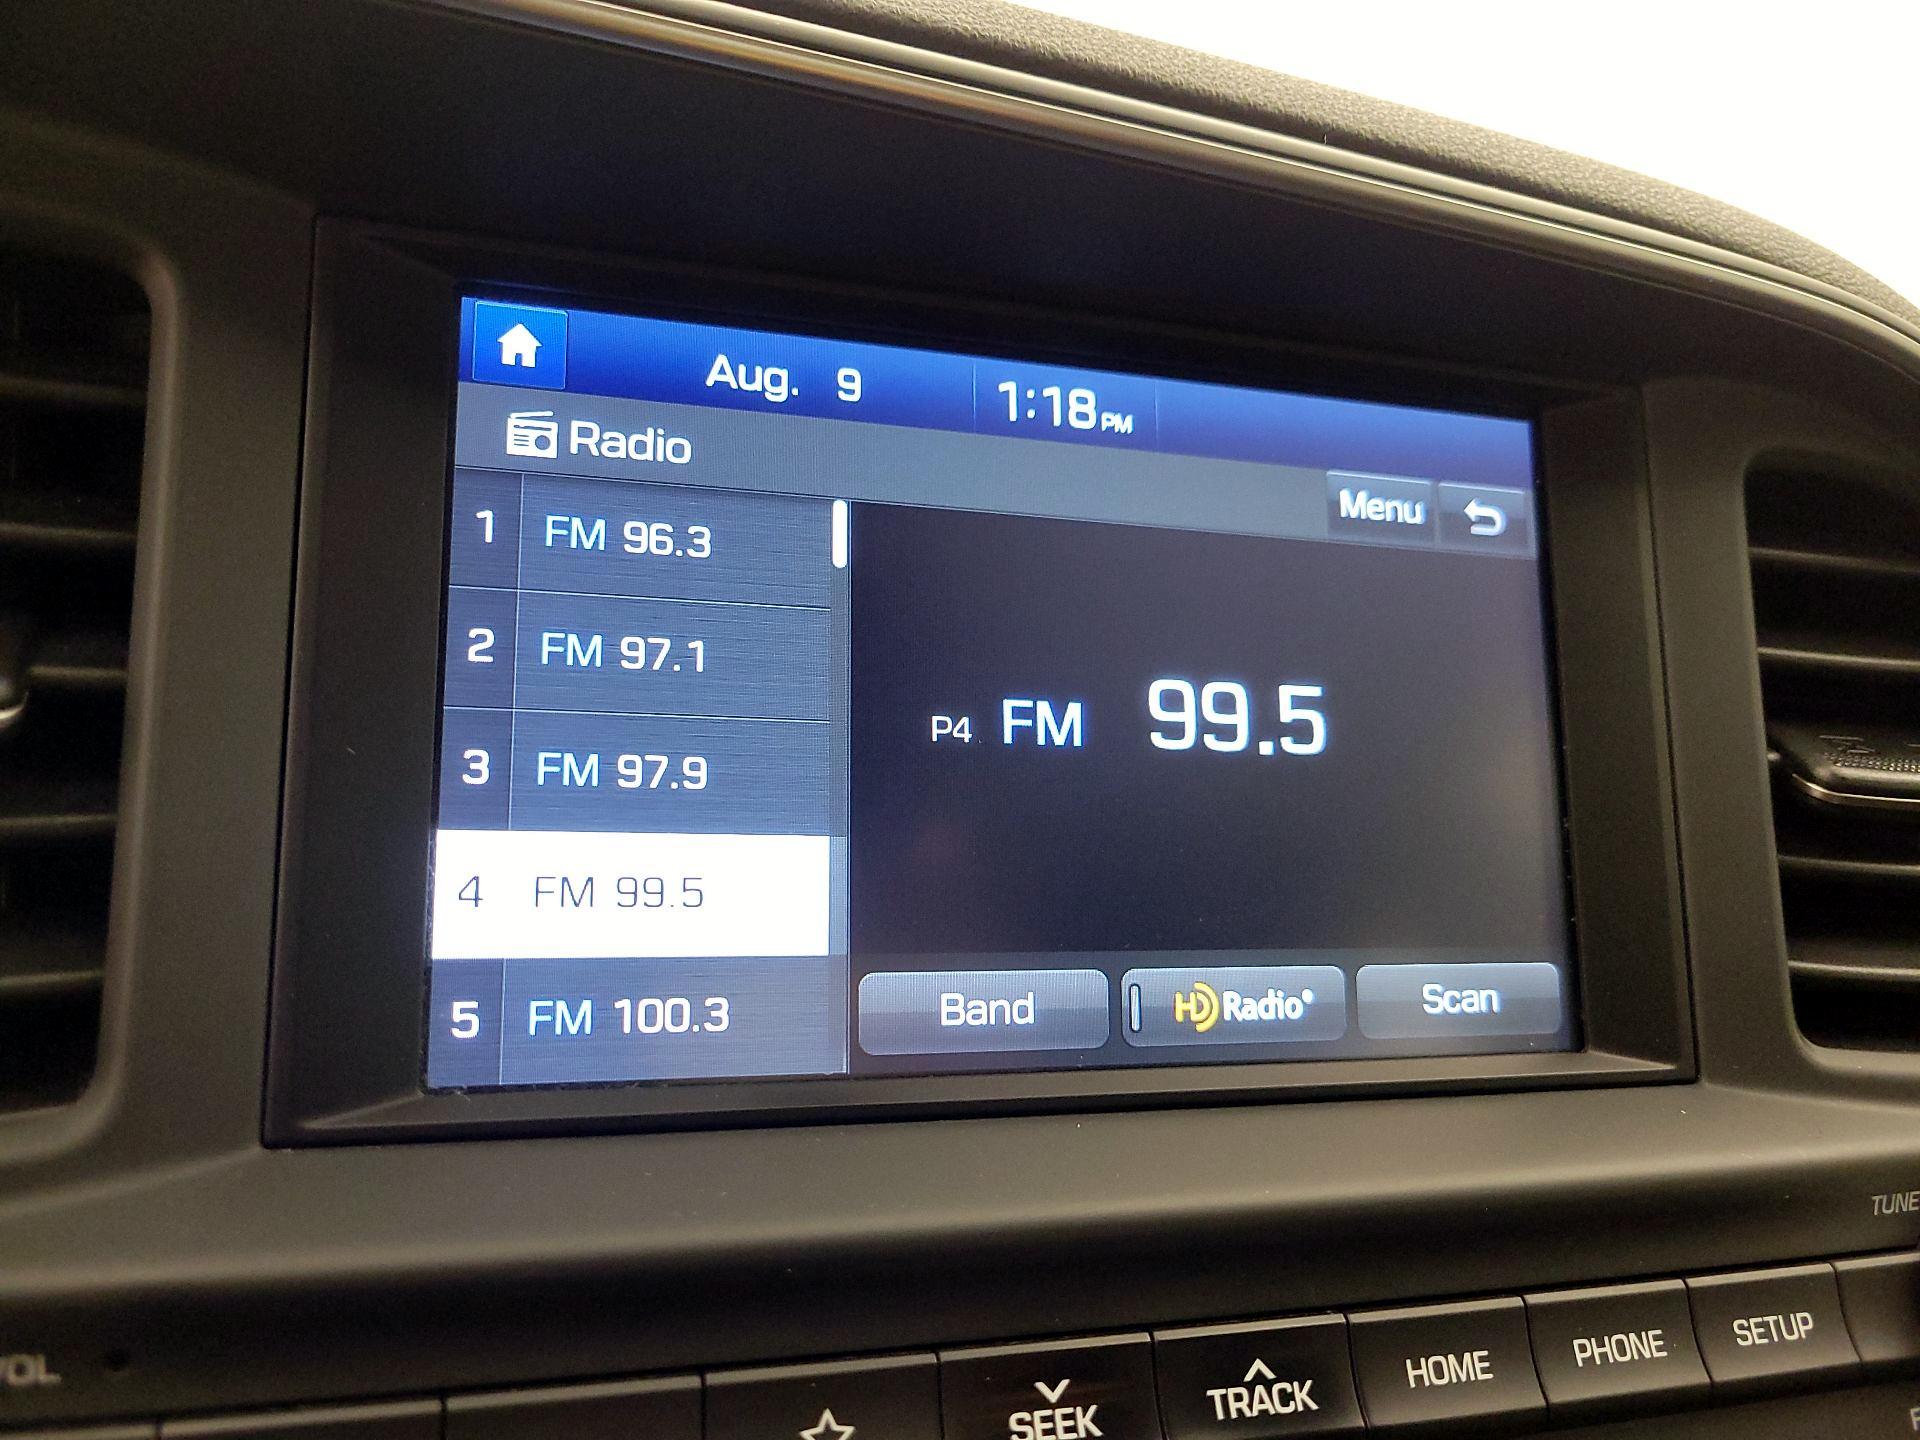 Aug. 9 1:18 PM
Radio
Menu
1 FM 96.3
2 FM 97.1
3 FM 97.9
4 FM 99.5
5 FM 100.3
P4 FM 99.5
Band
HD Radio®
Scan
TUNE
VOL
SEEK
TRACK
HOME
PHONE
SETUP